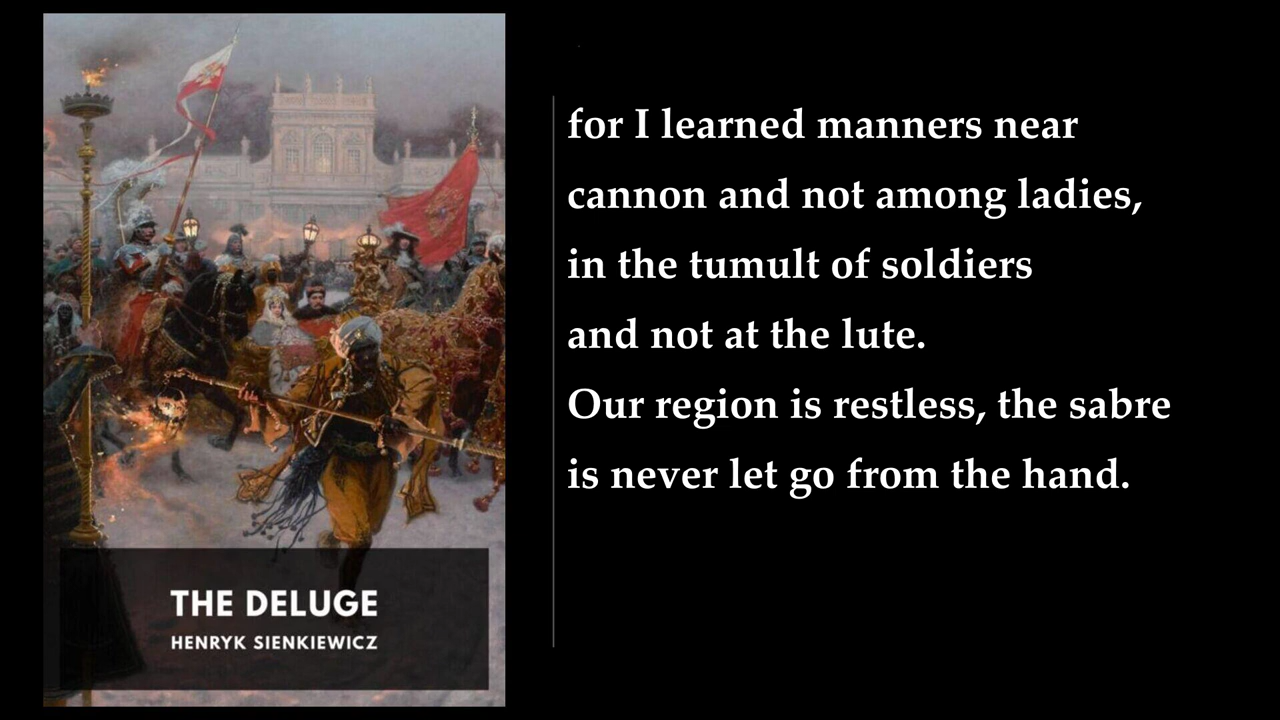 for I learned manners near
cannon and not among ladies,
in the tumult of soldiers
and not at the lute.
Our region is restless, the sabre
is never let go from the hand.
THE DELUGE
HENRYK SIENKIEWICZ